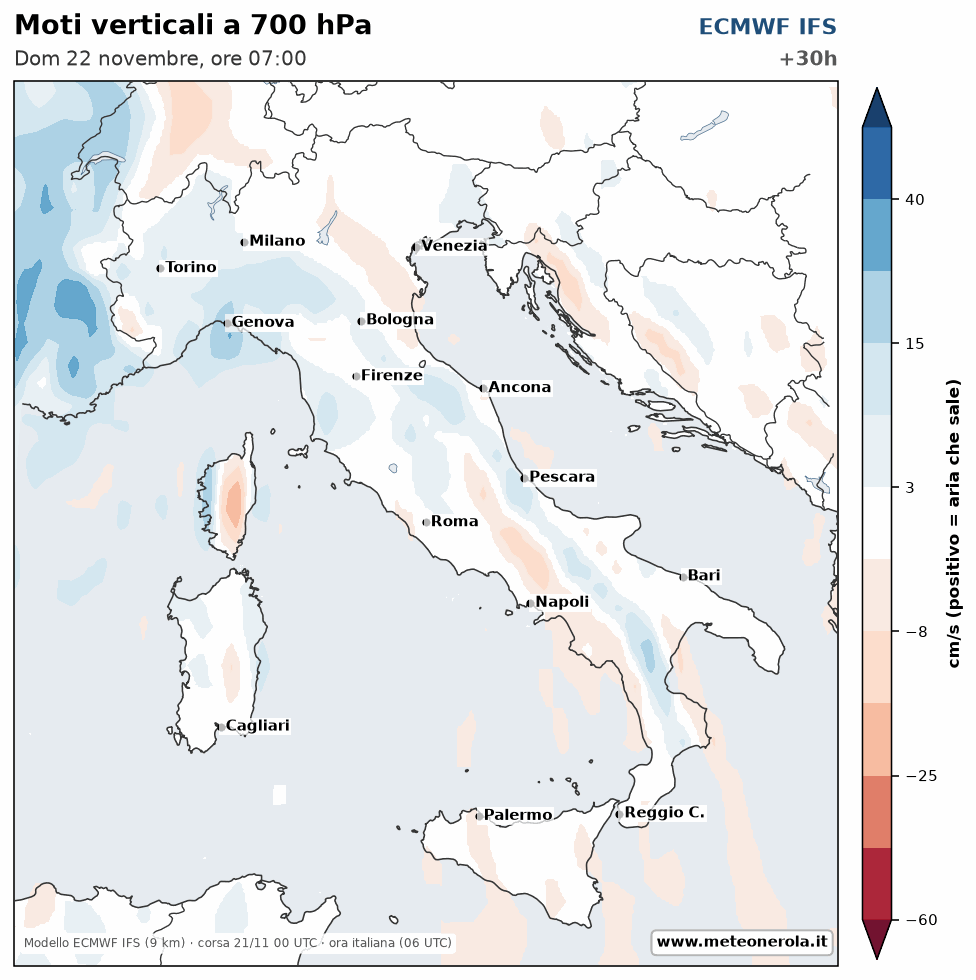 Moti verticali a 700 hPa
ECMWF IFS
Dom 22 novembre, ore 07:00
+30h
Milano
Venezia
Torino
Genova
Bologna
Firenze
Ancona
Pescara
Roma
Bari
Napoli
Cagliari
Palermo
Reggio C.
40
15
3
−8
−25
−60
cm/s (positivo = aria che sale)
Modello ECMWF IFS (9 km) · corsa 21/11 00 UTC · ora italiana (06 UTC)
www.meteonerola.it